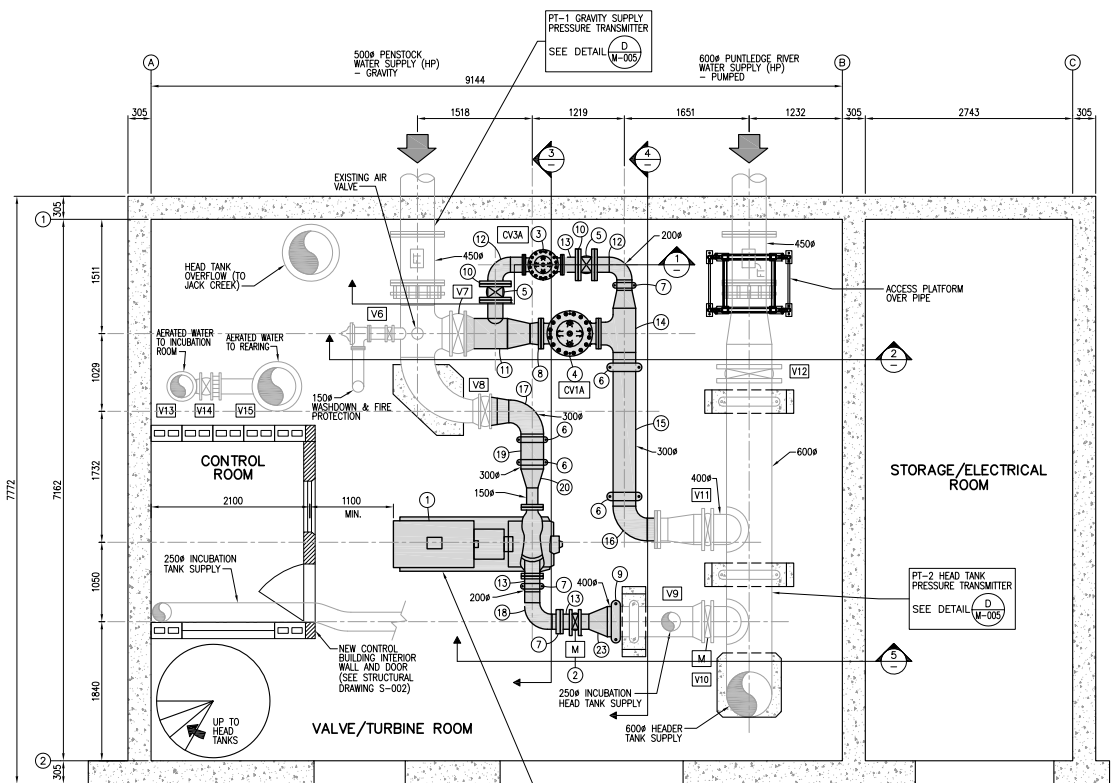 PT-1 GRAVITY SUPPLY
PRESSURE TRANSMITTER
SEE DETAIL
D
M-005
500ø PENSTOCK
WATER SUPPLY (HP)
- GRAVITY
600ø PUNTLEDGE RIVER
WATER SUPPLY (HP)
- PUMPED
A
B
C
9144
305
1518
1219
1651
1232
305
2743
305
3
-
4
-
EXISTING AIR
VALVE
1
305
CV3A
3
13
10
5
12
200ø
12
450ø
450ø
1
-
HEAD TANK
OVERFLOW (TO
JACK CREEK)
10
5
V7
7
ACCESS PLATFORM
OVER PIPE
1511
V6
14
AERATED WATER
TO INCUBATION
ROOM
AERATED WATER
TO REARING
11
8
4
CV1A
6
2
-
V12
1029
V13
V14
V15
150ø
WASHDOWN & FIRE
PROTECTION
V8
17
300ø
6
15
300ø
19
6
300ø
20
150ø
600ø
CONTROL
ROOM
STORAGE/ELECTRICAL
ROOM
7772
7162
1732
2100
1100
MIN.
400ø
V11
6
16
1
250ø INCUBATION
TANK SUPPLY
1050
13
7
200ø
400ø
9
18
13
V9
PT-2 HEAD TANK
PRESSURE TRANSMITTER
SEE DETAIL
D
M-005
7
M
2
23
M
V10
5
-
NEW CONTROL
BUILDING INTERIOR
WALL AND DOOR
(SEE STRUCTURAL
DRAWING S-002)
250ø INCUBATION
HEAD TANK SUPPLY
1840
UP TO
HEAD
TANKS
VALVE/TURBINE ROOM
600ø HEADER
TANK SUPPLY
2
305